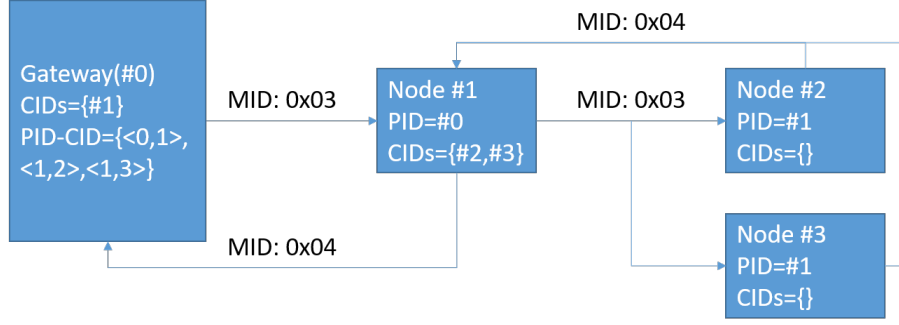 MID: 0x04
Gateway(#0)
CIDs={#1}
PID-CID={<0,1>,
<1,2>,<1,3>}
MID: 0x03
Node #1
PID=#0
CIDs={#2,#3}
MID: 0x03
Node #2
PID=#1
CIDs={}
MID: 0x04
Node #3
PID=#1
CIDs={}